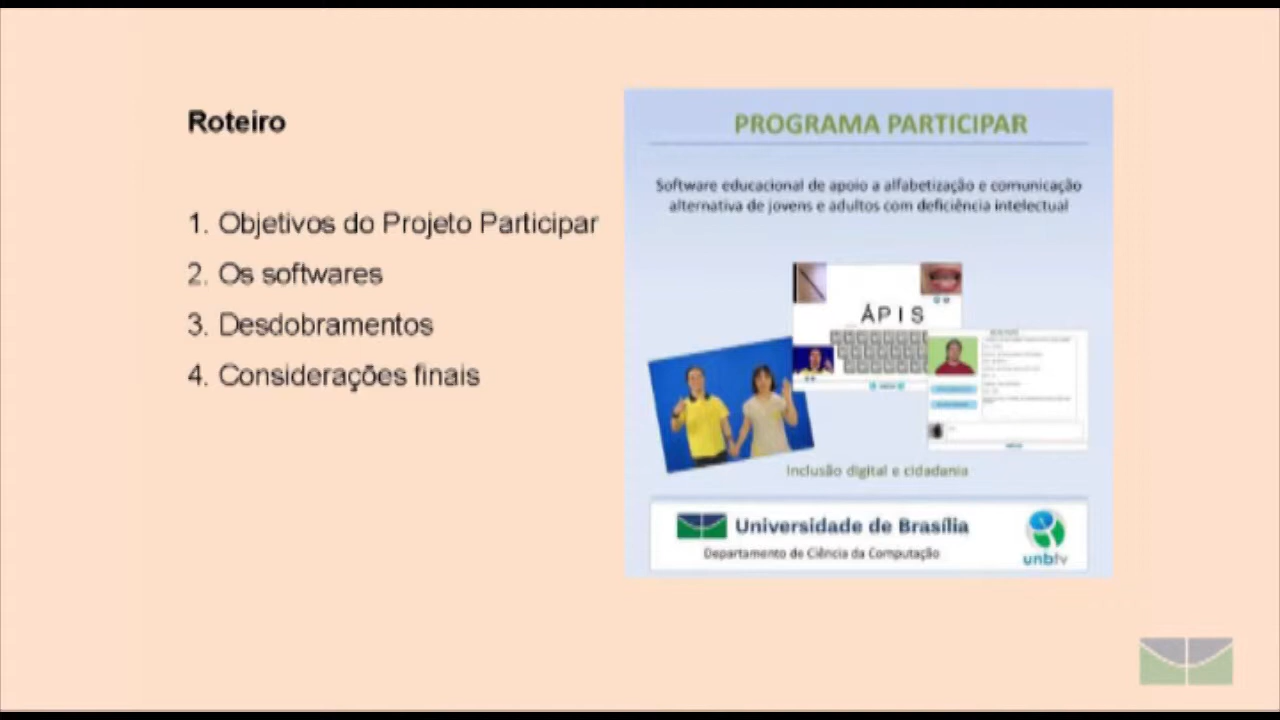 Roteiro
1. Objetivos do Projeto Participar
2. Os softwares
3. Desdobramentos
4. Considerações finais
PROGRAMA PARTICIPAR
Software educacional de apoio a alfabetização e comunicação
alternativa de jovens e adultos com deficiência intelectual
ÁPIS
Inclusão digital e cidadania
Universidade de Brasília
Departamento de Ciência da Computação
unbtv